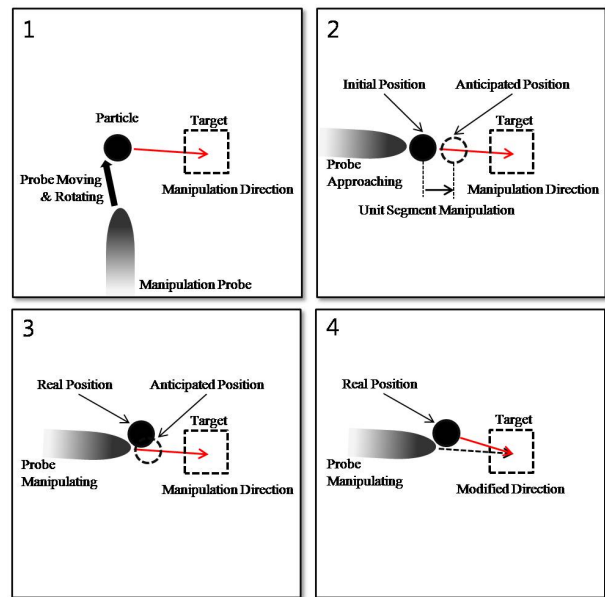 1
Particle
Target
Probe Moving
& Rotating
Manipulation Direction
Manipulation Probe
2
Initial Position
Anticipated Position
Target
Probe
Approaching
Manipulation Direction
Unit Segment Manipulation
3
Real Position
Anticipated Position
Target
Probe
Manipulating
Manipulation Direction
4
Real Position
Target
Probe
Manipulating
Modified Direction